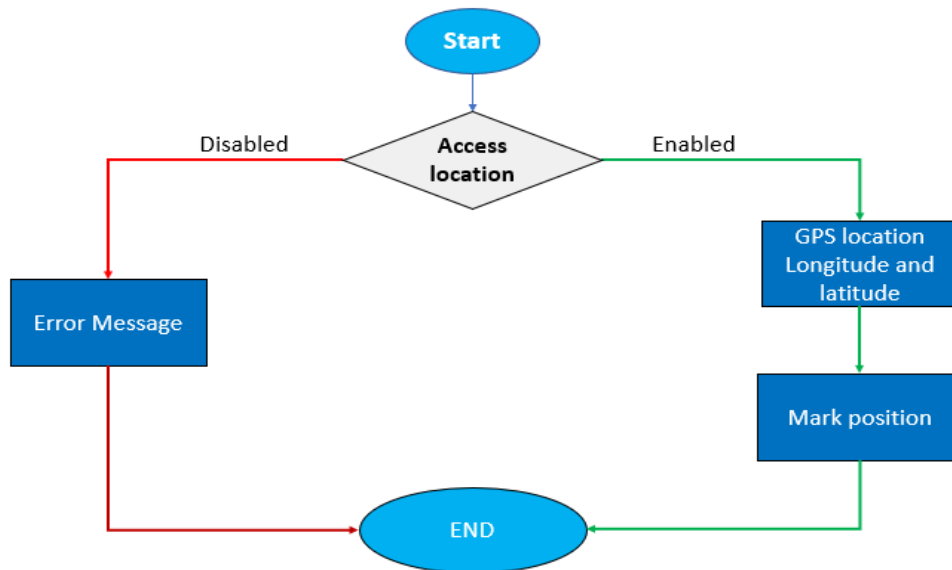 Start
Disabled
Access
location
Enabled
GPS location
Longitude and
latitude
Error Message
Mark position
END